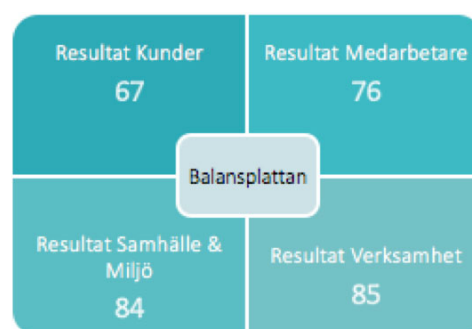 Resultat Kunder
67
Resultat Medarbetare
76
Balansplattan
Resultat Samhälle &
Miljö
84
Resultat Verksamhet
85